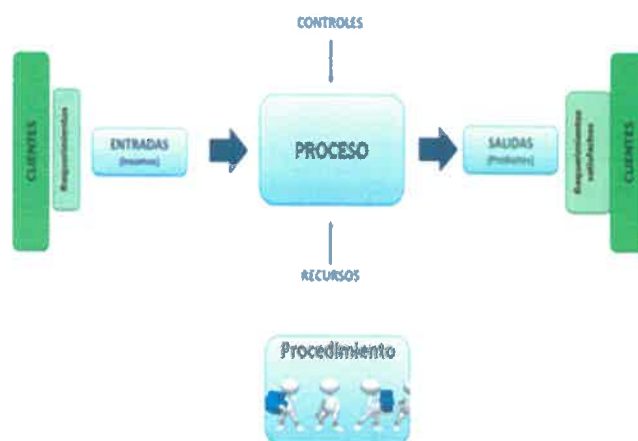 CONTROLES
CLIENTES
Requerimientos
ENTRADAS
(Insumos)
PROCESO
SALIDAS
(Productos)
Requerimientos
satisfechos
CLIENTES
RECURSOS
Procedimiento